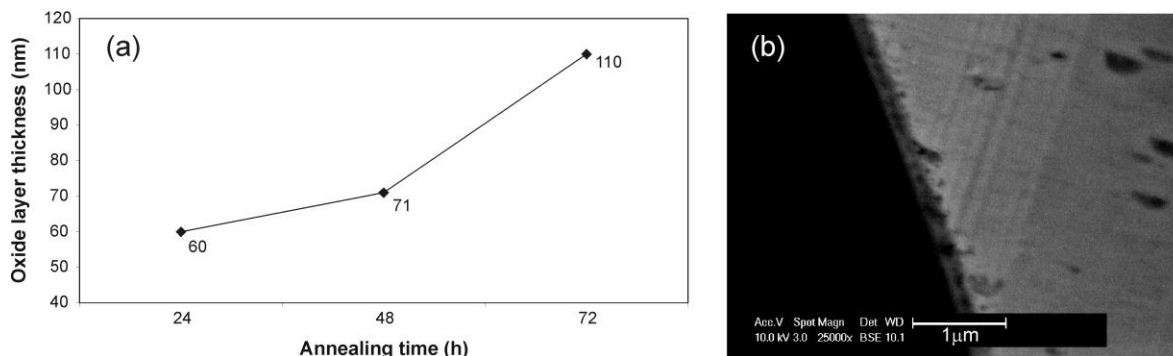 (a)
Oxide layer thickness (nm)
120
110
100
90
80
70
60
50
40
60
71
110
24 48 72
Annealing time (h)
(b)
Acc.V Spot Magn Det WD
10.0 kV 3.0 25000x BSE 10.1
1μm